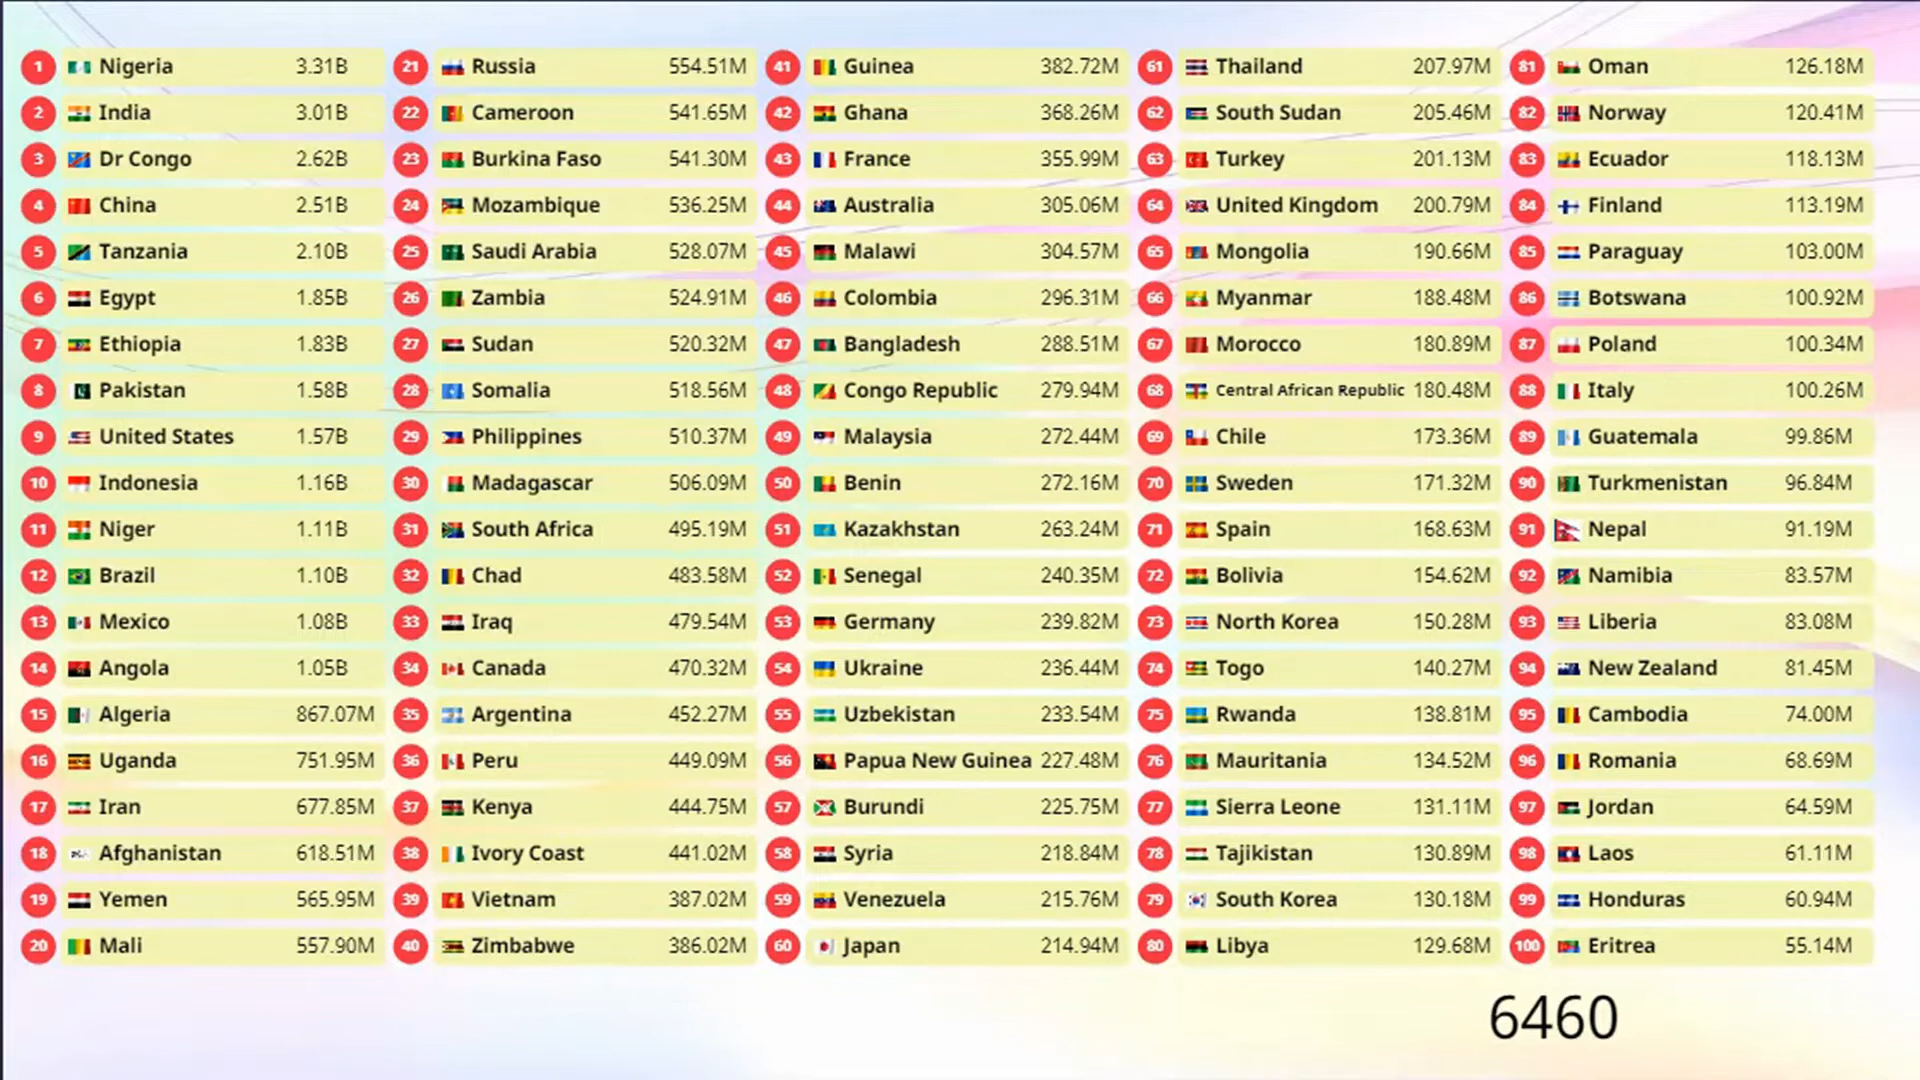 1 Nigeria 3.31B
2 India 3.01B
3 Dr Congo 2.62B
4 China 2.51B
5 Tanzania 2.10B
6 Egypt 1.85B
7 Ethiopia 1.83B
8 Pakistan 1.58B
9 United States 1.57B
10 Indonesia 1.16B
11 Niger 1.11B
12 Brazil 1.10B
13 Mexico 1.08B
14 Angola 1.05B
15 Algeria 867.07M
16 Uganda 751.95M
17 Iran 677.85M
18 Afghanistan 618.51M
19 Yemen 565.95M
20 Mali 557.90M
21 Russia 554.51M
22 Cameroon 541.65M
23 Burkina Faso 541.30M
24 Mozambique 536.25M
25 Saudi Arabia 528.07M
26 Zambia 524.91M
27 Sudan 520.32M
28 Somalia 518.56M
29 Philippines 510.37M
30 Madagascar 506.09M
31 South Africa 495.19M
32 Chad 483.58M
33 Iraq 479.54M
34 Canada 470.32M
35 Argentina 452.27M
36 Peru 449.09M
37 Kenya 444.75M
38 Ivory Coast 441.02M
39 Vietnam 387.02M
40 Zimbabwe 386.02M
41 Guinea 382.72M
42 Ghana 368.26M
43 France 355.99M
44 Australia 305.06M
45 Malawi 304.57M
46 Colombia 296.31M
47 Bangladesh 288.51M
48 Congo Republic 279.94M
49 Malaysia 272.44M
50 Benin 272.16M
51 Kazakhstan 263.24M
52 Senegal 240.35M
53 Germany 239.82M
54 Ukraine 236.44M
55 Uzbekistan 233.54M
56 Papua New Guinea 227.48M
57 Burundi 225.75M
58 Syria 218.84M
59 Venezuela 215.76M
60 Japan 214.94M
61 Thailand 207.97M
62 South Sudan 205.46M
63 Turkey 201.13M
64 United Kingdom 200.79M
65 Mongolia 190.66M
66 Myanmar 188.48M
67 Morocco 180.89M
68 Central African Republic 180.48M
69 Chile 173.36M
70 Sweden 171.32M
71 Spain 168.63M
72 Bolivia 154.62M
73 North Korea 150.28M
74 Togo 140.27M
75 Rwanda 138.81M
76 Mauritania 134.52M
77 Sierra Leone 131.11M
78 Tajikistan 130.89M
79 South Korea 130.18M
80 Libya 129.68M
81 Oman 126.18M
82 Norway 120.41M
83 Ecuador 118.13M
84 Finland 113.19M
85 Paraguay 103.00M
86 Botswana 100.92M
87 Poland 100.34M
88 Italy 100.26M
89 Guatemala 99.86M
90 Turkmenistan 96.84M
91 Nepal 91.19M
92 Namibia 83.57M
93 Liberia 83.08M
94 New Zealand 81.45M
95 Cambodia 74.00M
96 Romania 68.69M
97 Jordan 64.59M
98 Laos 61.11M
99 Honduras 60.94M
100 Eritrea 55.14M
6460